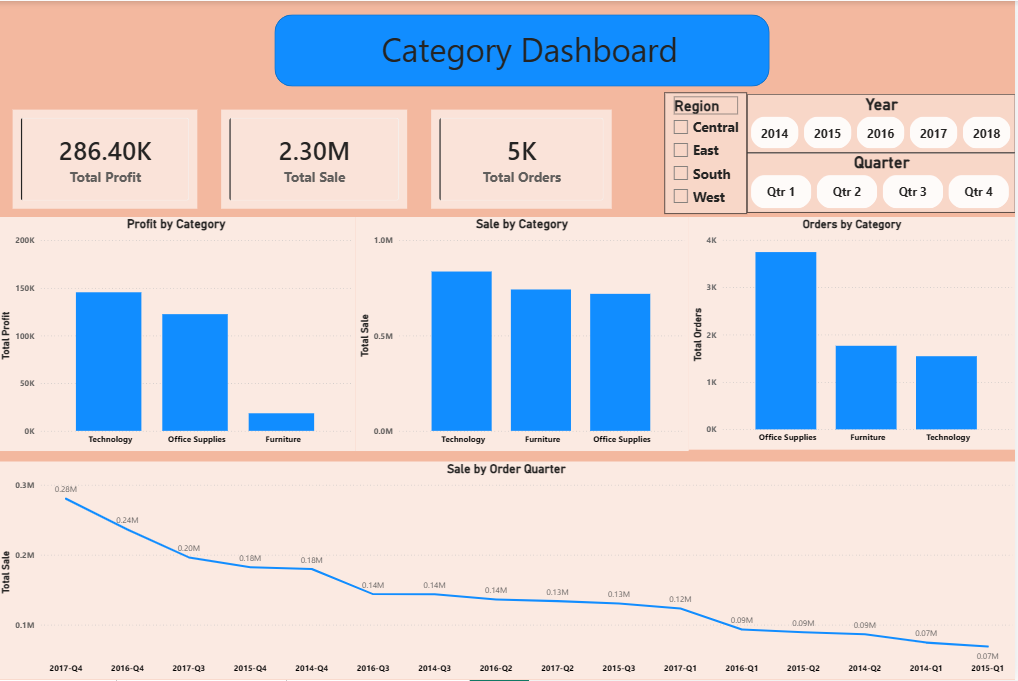 Category Dashboard
286.40K
Total Profit
2.30M
Total Sale
5K
Total Orders
Region
Central
East
South
West
Year
2014 2015 2016 2017 2018
Quarter
Qtr 1 Qtr 2 Qtr 3 Qtr 4
Profit by Category
Total Profit
200K
150K
100K
50K
0K
Technology Office Supplies Furniture
Sale by Category
Total Sale
1.0M
0.5M
0.0M
Technology Furniture Office Supplies
Orders by Category
Total Orders
4K
3K
2K
1K
0K
Office Supplies Furniture Technology
Sale by Order Quarter
Total Sale
0.3M
0.2M
0.1M
0.28M 0.24M 0.20M 0.18M 0.18M 0.14M 0.14M 0.14M 0.13M 0.13M 0.12M 0.09M 0.09M 0.09M 0.07M 0.07M
2017-Q4 2016-Q4 2017-Q3 2015-Q4 2014-Q4 2016-Q3 2014-Q3 2016-Q2 2017-Q2 2015-Q3 2017-Q1 2016-Q1 2015-Q2 2014-Q2 2014-Q1 2015-Q1